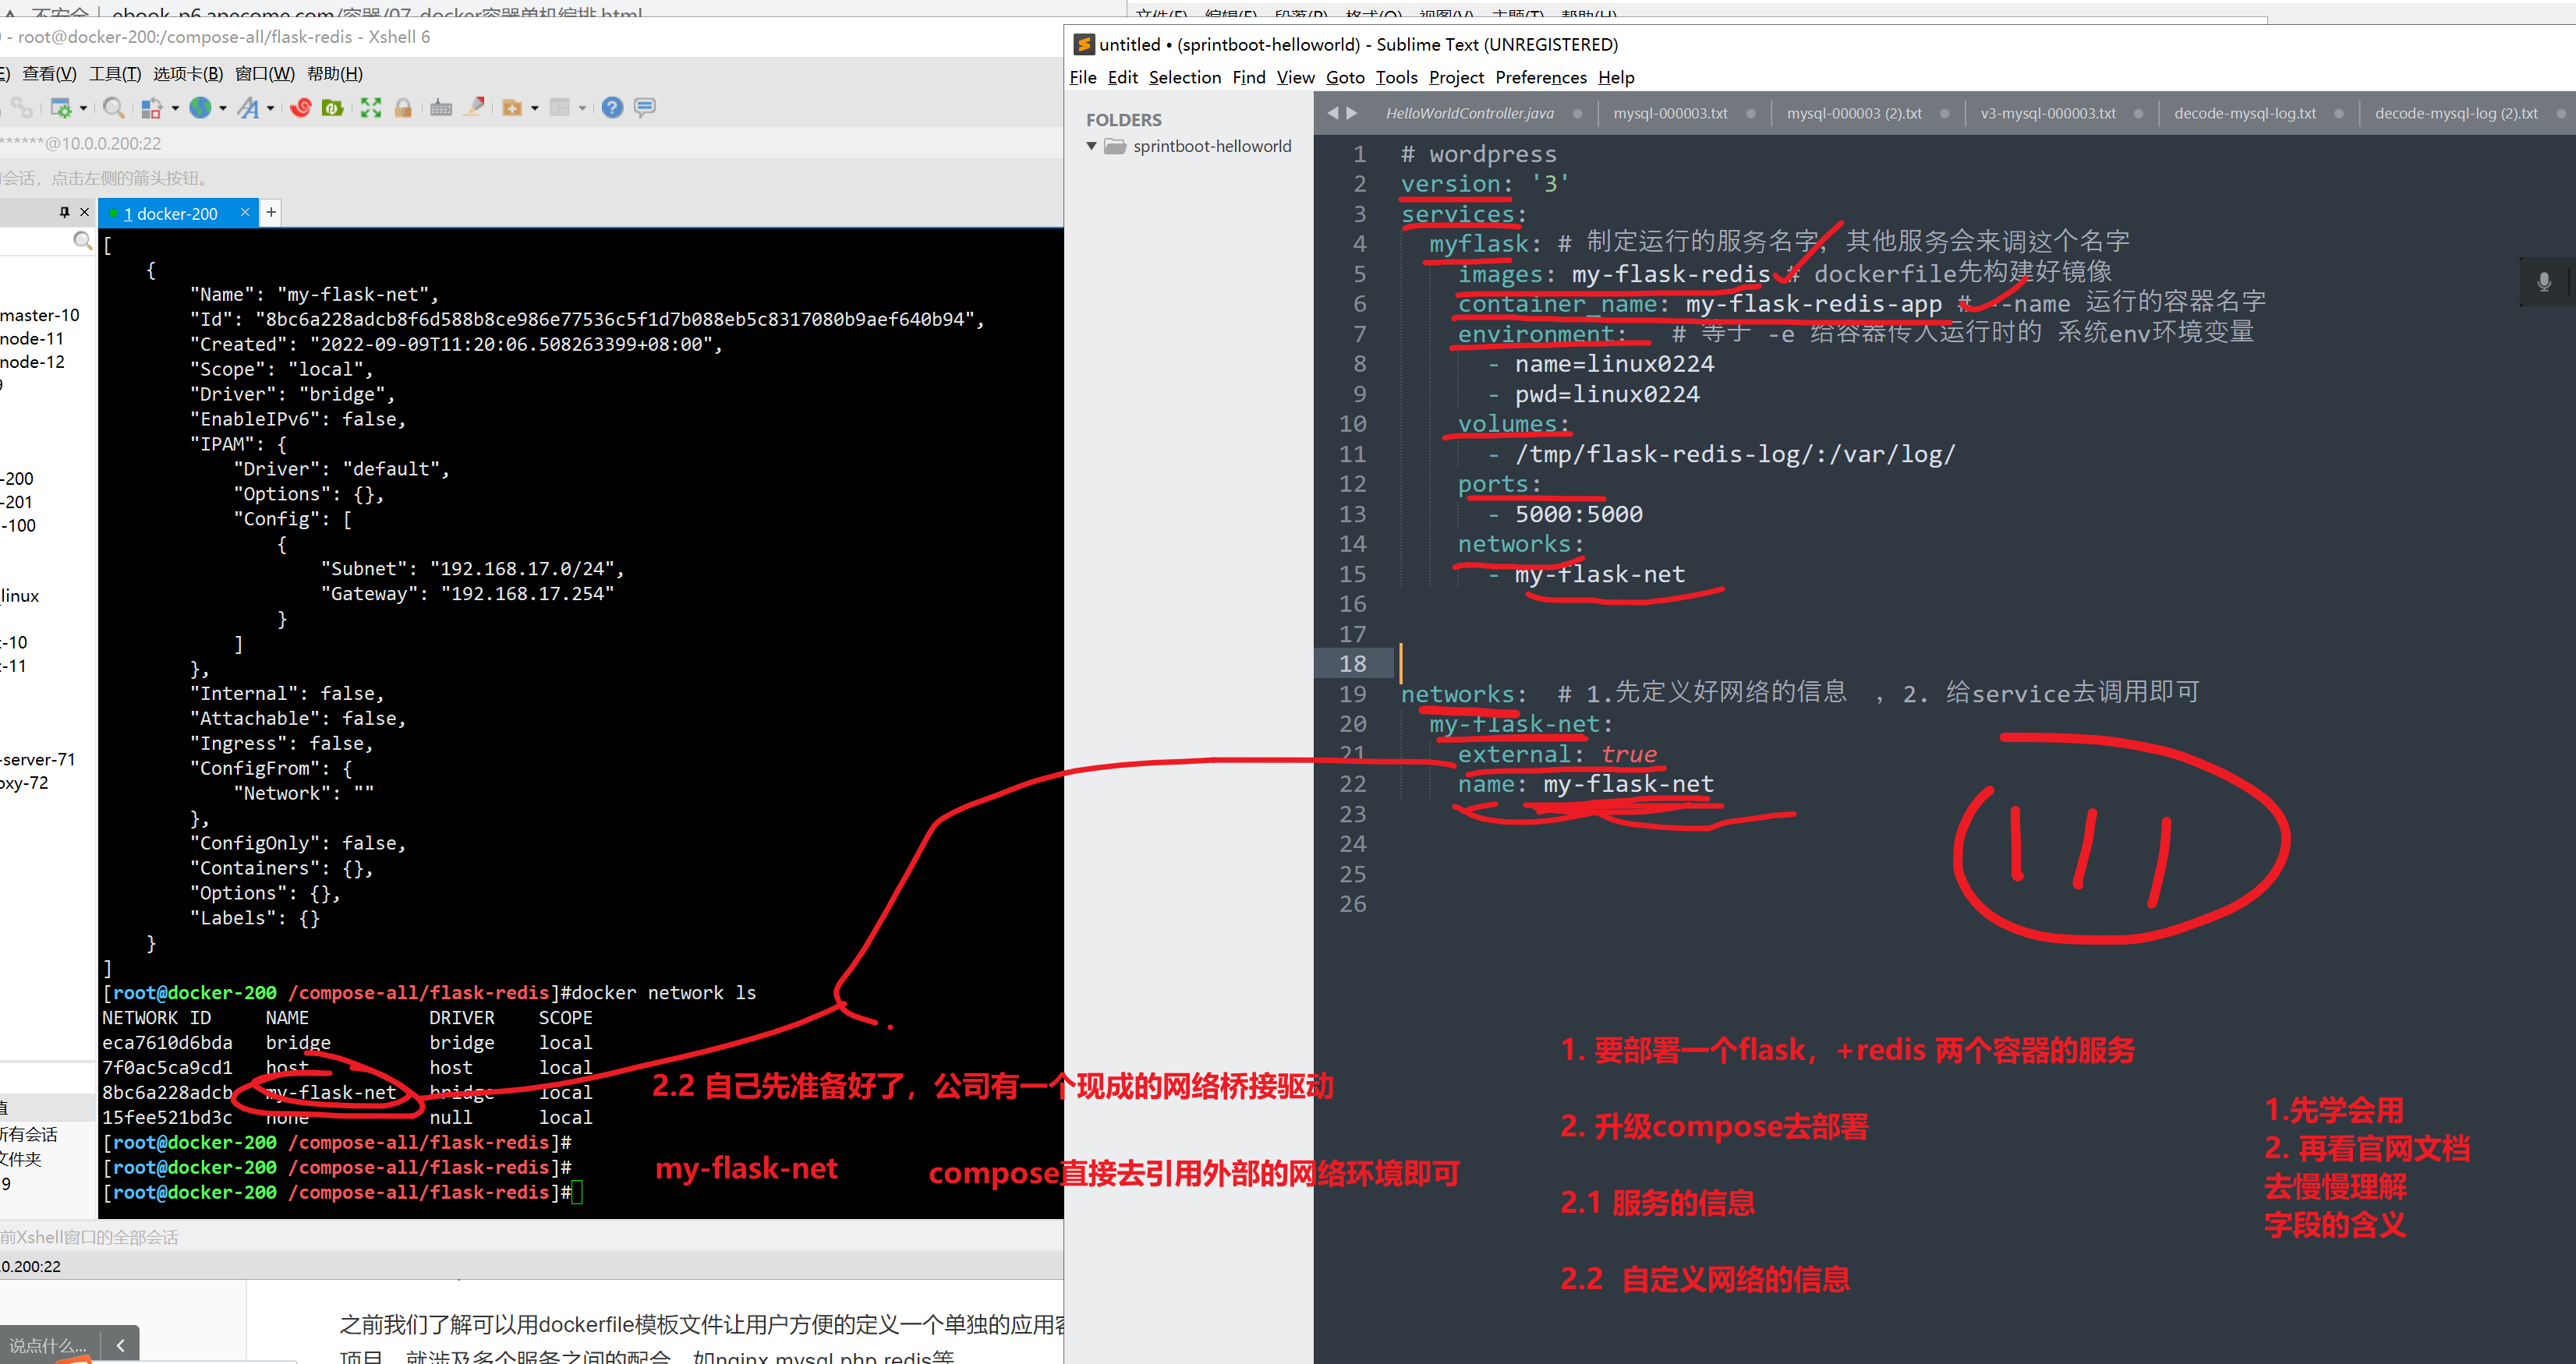 不安全 ebook-p6.apecome.com/容器/07-docker容器单机编排.html
文件(F) 编辑(E) 段落(P) 格式(O) 视图(V) 主题(T) 帮助(H)
- root@docker-200:/compose-all/flask-redis - Xshell 6
查看(V) 工具(T) 选项卡(B) 窗口(W) 帮助(H)
******@10.0.0.200:22
会话，点击左侧的箭头按钮。
1 docker-200
master-10
node-11
node-12
9
-200
-201
-100
linux
-10
-11
-server-71
oxy-72
值
所有会话
文件夹
9
[
{
"Name": "my-flask-net",
"Id": "8bc6a228adcb8f6d588b8ce986e77536c5f1d7b088eb5c8317080b9aef640b94",
"Created": "2022-09-09T11:20:06.508263399+08:00",
"Scope": "local",
"Driver": "bridge",
"EnableIPv6": false,
"IPAM": {
"Driver": "default",
"Options": {},
"Config": [
{
"Subnet": "192.168.17.0/24",
"Gateway": "192.168.17.254"
}
]
},
"Internal": false,
"Attachable": false,
"Ingress": false,
"ConfigFrom": {
"Network": ""
},
"ConfigOnly": false,
"Containers": {},
"Options": {},
"Labels": {}
}
]
[root@docker-200 /compose-all/flask-redis]#docker network ls
NETWORK ID NAME DRIVER SCOPE
eca7610d6bda bridge bridge local
7f0ac5ca9cd1 host host local
8bc6a228adcb my-flask-net bridge local
15fee521bd3c none null local
[root@docker-200 /compose-all/flask-redis]#
[root@docker-200 /compose-all/flask-redis]#
[root@docker-200 /compose-all/flask-redis]#
2.2 自己先准备好了，公司有一个现成的网络桥接驱动
my-flask-net compose直接去引用外部的网络环境即可
前Xshell窗口的全部会话
0.200:22
说点什么...
之前我们了解可以用dockerfile模板文件让用户方便的定义一个单独的应用容
项目，就涉及多个服务之间的配合，如nginx,mysql,php,redis等
untitled • (sprintboot-helloworld) - Sublime Text (UNREGISTERED)
File Edit Selection Find View Goto Tools Project Preferences Help
FOLDERS
sprintboot-helloworld
HelloWorldController.java mysql-000003.txt mysql-000003 (2).txt v3-mysql-000003.txt decode-mysql-log.txt decode-mysql-log (2).txt
1 # wordpress
2 version: '3'
3 services:
4 myflask: # 制定运行的服务名字，其他服务会来调这个名字
5 images: my-flask-redis # dockerfile先构建好镜像
6 container_name: my-flask-redis-app # --name 运行的容器名字
7 environment: # 等于 -e 给容器传人运行时的 系统env环境变量
8 - name=linux0224
9 - pwd=linux0224
10 volumes:
11 - /tmp/flask-redis-log/:/var/log/
12 ports:
13 - 5000:5000
14 networks:
15 - my-flask-net
16
17
18
19 networks: # 1.先定义好网络的信息 ，2. 给service去调用即可
20 my-flask-net:
21 external: true
22 name: my-flask-net
23
24
25
26
1. 要部署一个flask，+redis 两个容器的服务
2. 升级compose去部署
2.1 服务的信息
2.2 自定义网络的信息
1.先学会用
2. 再看官网文档
去慢慢理解
字段的含义